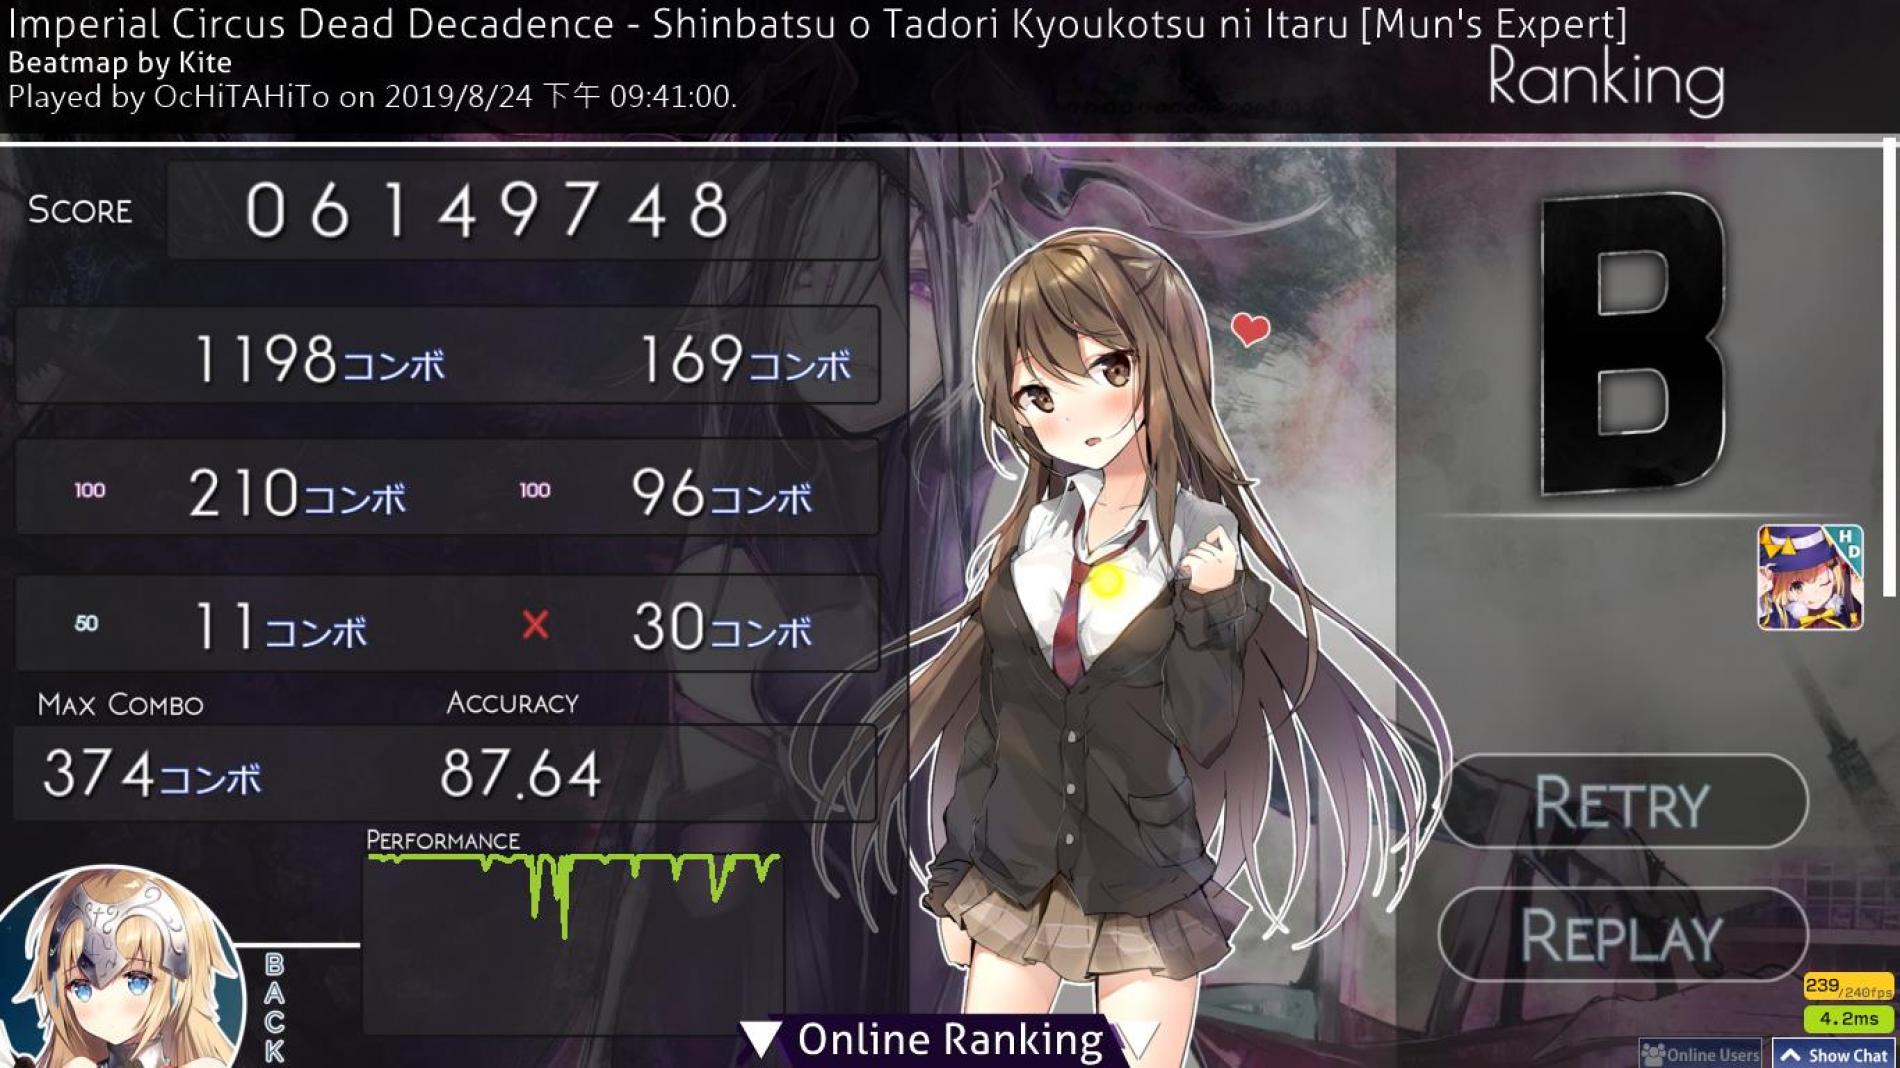 Imperial Circus Dead Decadence - Shinbatsu o Tadori Kyoukotsu ni Itaru [Mun's Expert]
Beatmap by Kite
Played by OcHiTAHiTo on 2019/8/24 下午 09:41:00.
Ranking
SCORE 06149748
1198コンボ 169コンボ
100 210コンボ 100 96コンボ
50 11コンボ X 30コンボ
MAX COMBO ACCURACY
374コンボ 87.64
PERFORMANCE
B
HD
RETRY
REPLAY
BACK
▼ Online Ranking ▼
239/240fps
4.2ms
Online Users
Show Chat